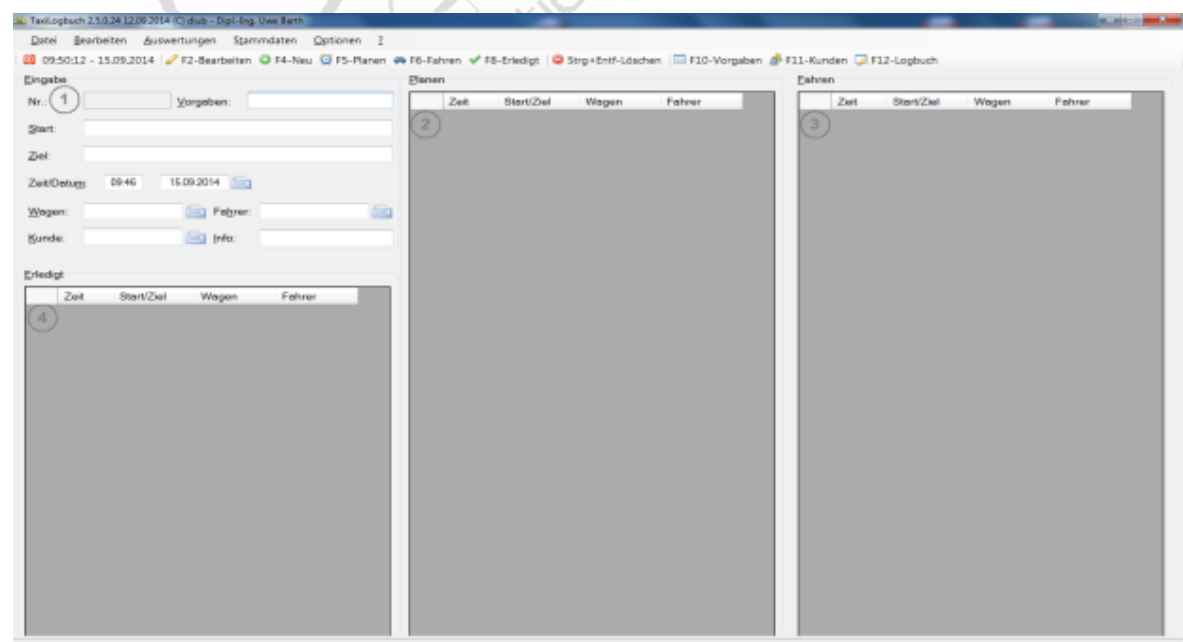 TaxiLogbuch 2.5.0.24 12.09.2014 (C) diub - Dipl.-Ing. Uwe Barth
Datei Bearbeiten Auswertungen Stammdaten Optionen ?
09:50:12 - 15.09.2014 F2-Bearbeiten F4-Neu F5-Planen F6-Fahren F8-Erledigt Strg+Entf-Löschen F10-Vorgaben F11-Kunden F12-Logbuch
Eingabe
Nr.: 1 Vorgaben:
Start:
Ziel:
Zeit/Datum: 09:46 15.09.2014
Wagen: Fahrer:
Kunde: Info:
Erledigt
Zeit Start/Ziel Wagen Fahrer
4
Planen
Zeit Start/Ziel Wagen Fahrer
2
Fahren
Zeit Start/Ziel Wagen Fahrer
3